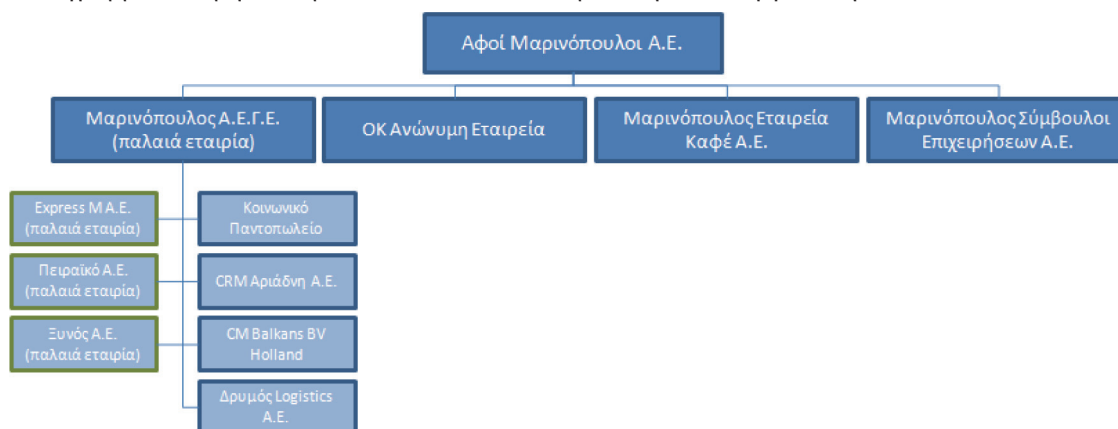 Αφοί Μαρινόπουλοι Α.Ε.
Μαρινόπουλος Α.Ε.Γ.Ε.
(παλαιά εταιρία)
ΟΚ Ανώνυμη Εταιρεία
Μαρινόπουλος Εταιρεία
Καφέ Α.Ε.
Μαρινόπουλος Σύμβουλοι
Επιχειρήσεων Α.Ε.
Express M Α.Ε.
(παλαιά εταιρία)
Κοινωνικό
Παντοπωλείο
Πειραϊκό Α.Ε.
(παλαιά εταιρία)
CRM Αριάδνη Α.Ε.
Ξυνός Α.Ε.
(παλαιά εταιρία)
CM Balkans BV
Holland
Δρυμός Logistics
Α.Ε.